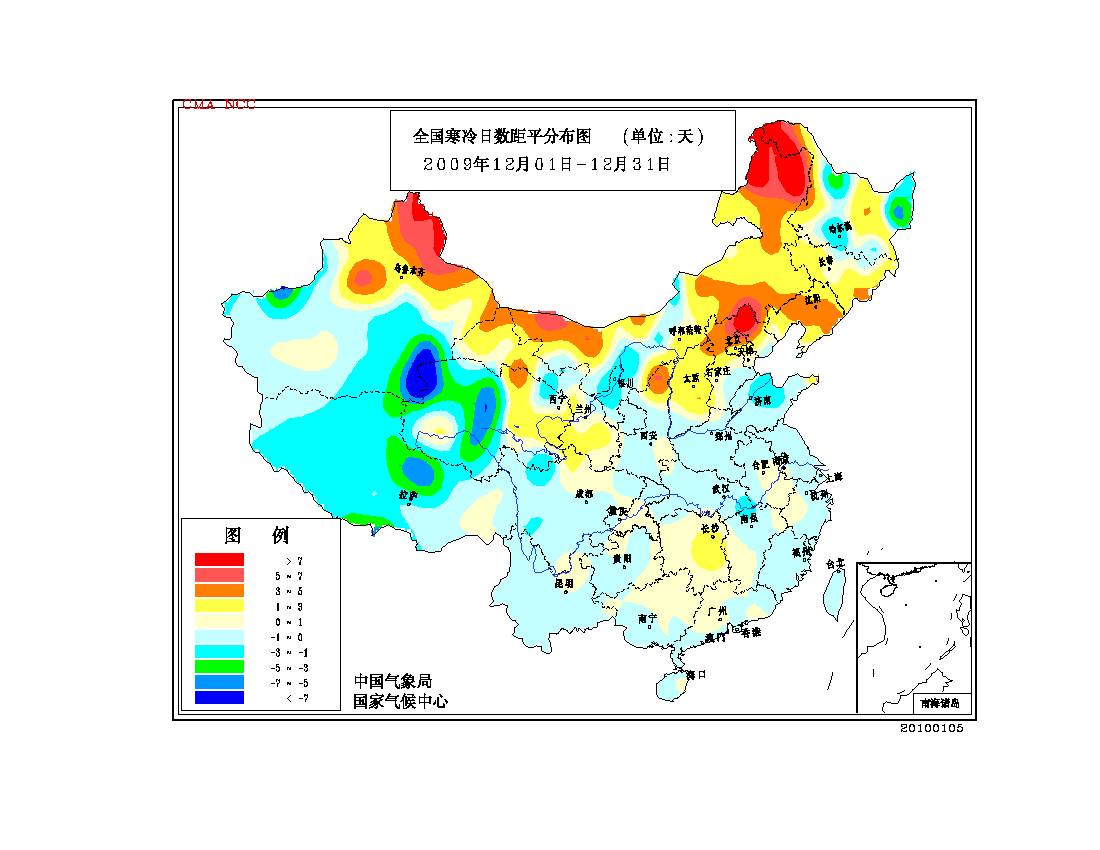 CMA NCC
全国寒冷日数距平分布图 (单位:天)
2009年12月01日-12月31日
哈尔滨
长春
乌鲁木齐
沈阳
呼和浩特
北京
天津
石家庄
太原
银川
西宁
兰州
济南
西安
郑州
合肥
南京
上海
拉萨
成都
武汉
杭州
重庆
南昌
长沙
贵阳
福州
台北
昆明
南宁
广州
澳门
香港
海口
图 例
> 7
5 ~ 7
3 ~ 5
1 ~ 3
0 ~ 1
-1 ~ 0
-3 ~ -1
-5 ~ -3
-7 ~ -5
< -7
中国气象局
国家气候中心
南海诸岛
20100105